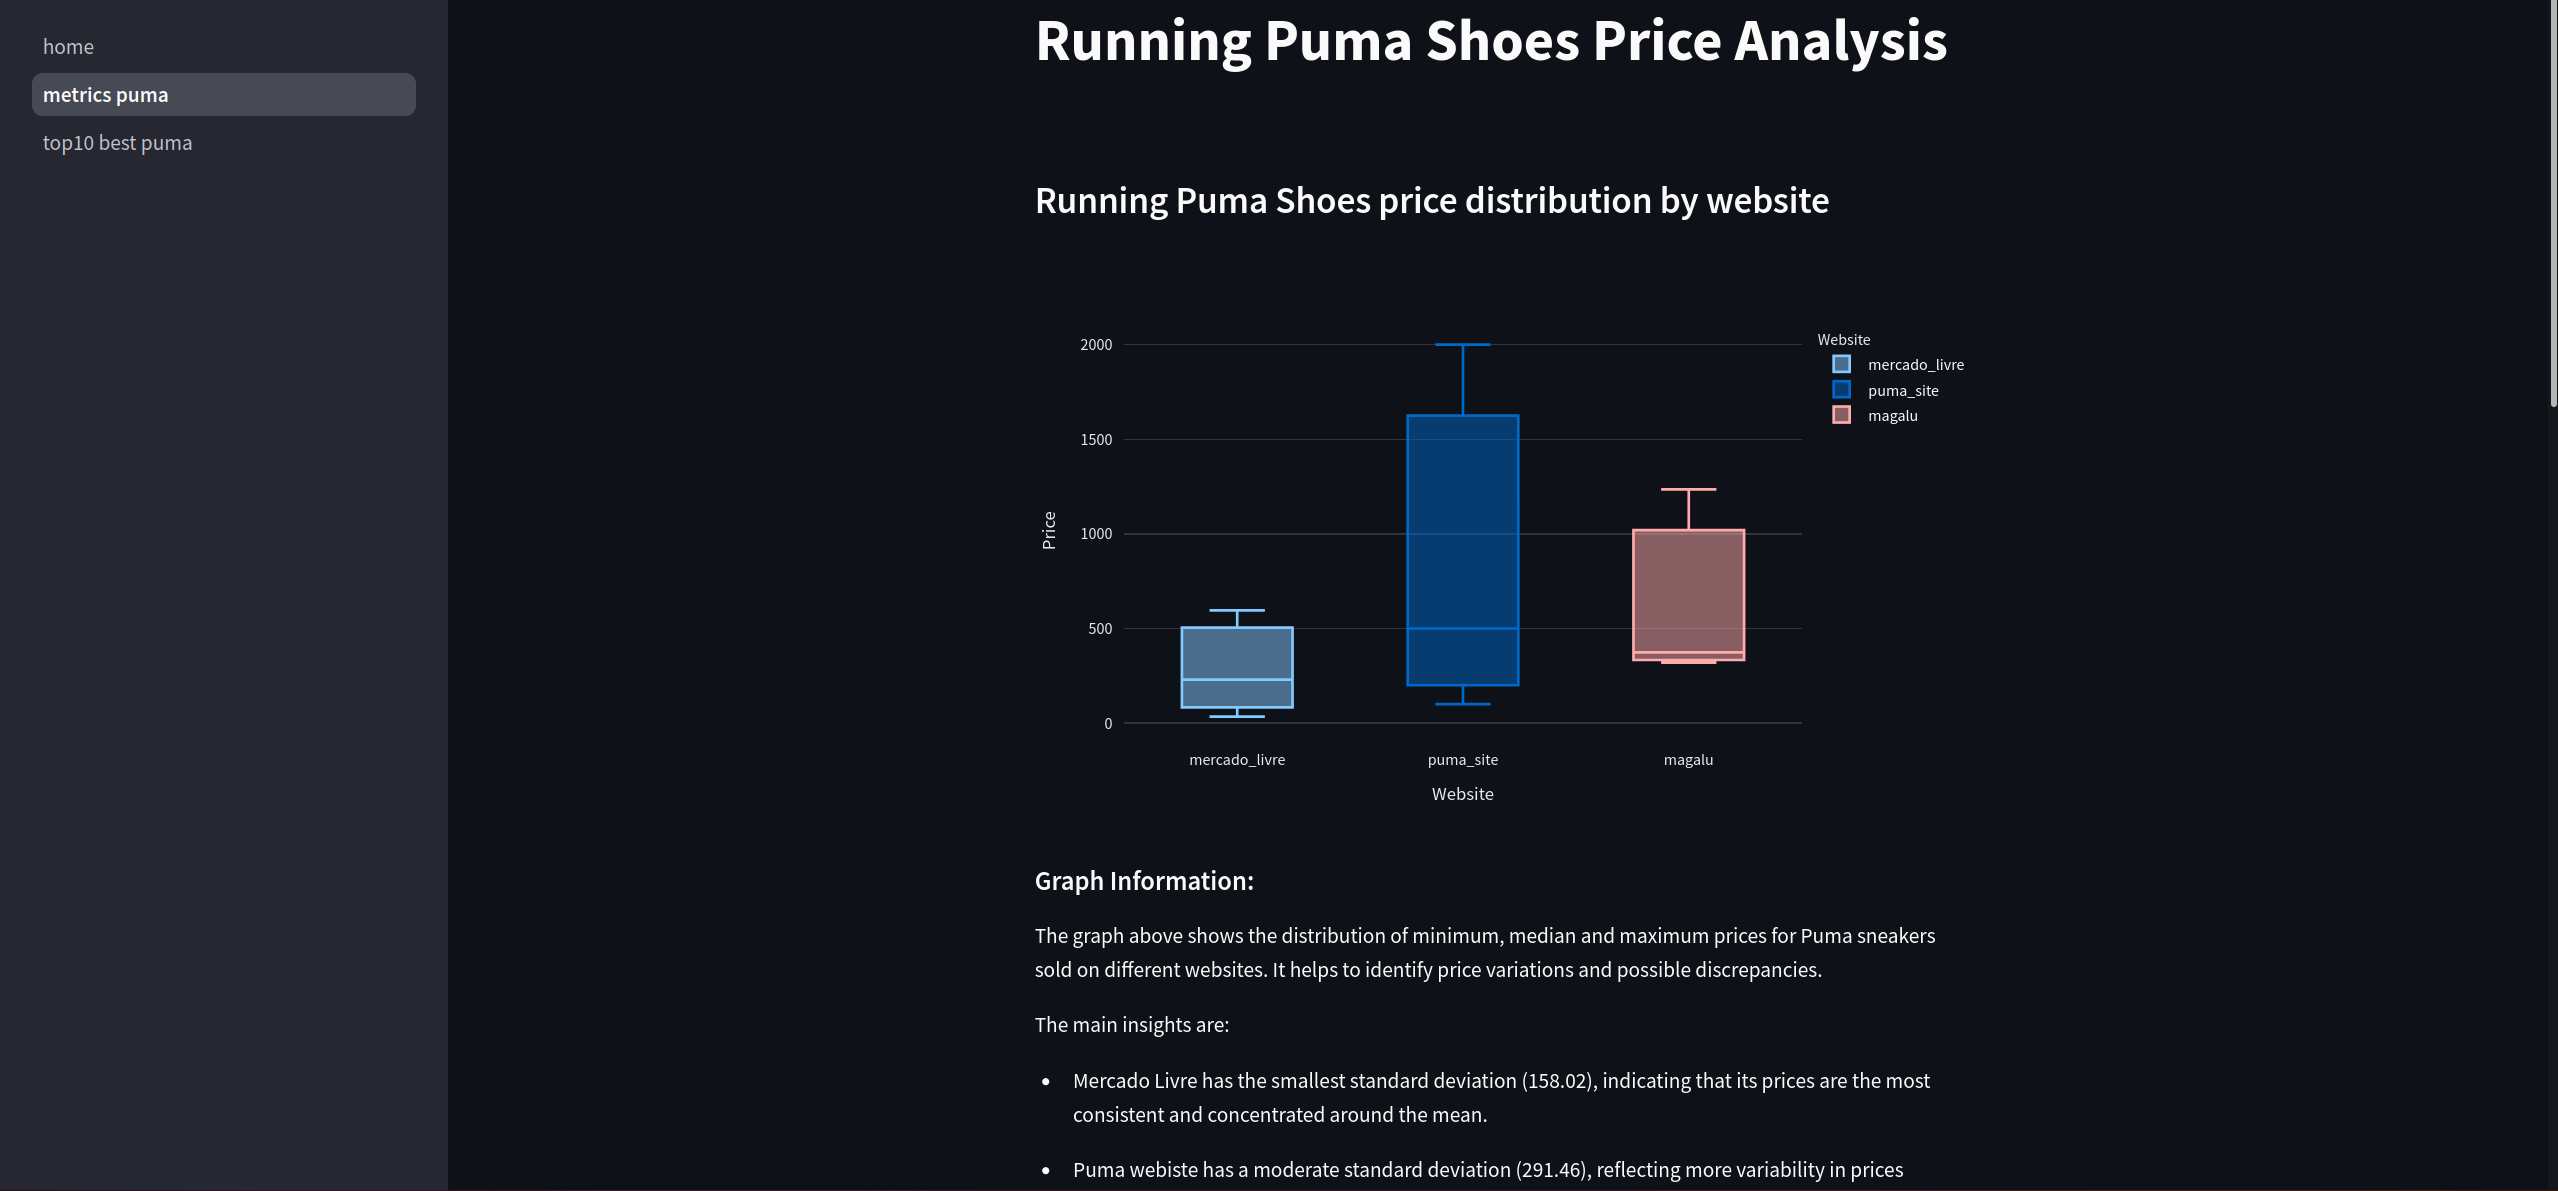 home
metrics puma
top10 best puma
Running Puma Shoes Price Analysis
Running Puma Shoes price distribution by website
Website
mercado_livre
puma_site
magalu
2000
1500
1000
500
0
Price
mercado_livre
puma_site
magalu
Website
Graph Information:
The graph above shows the distribution of minimum, median and maximum prices for Puma sneakers
sold on different websites. It helps to identify price variations and possible discrepancies.
The main insights are:
• Mercado Livre has the smallest standard deviation (158.02), indicating that its prices are the most
consistent and concentrated around the mean.
• Puma webiste has a moderate standard deviation (291.46), reflecting more variability in prices